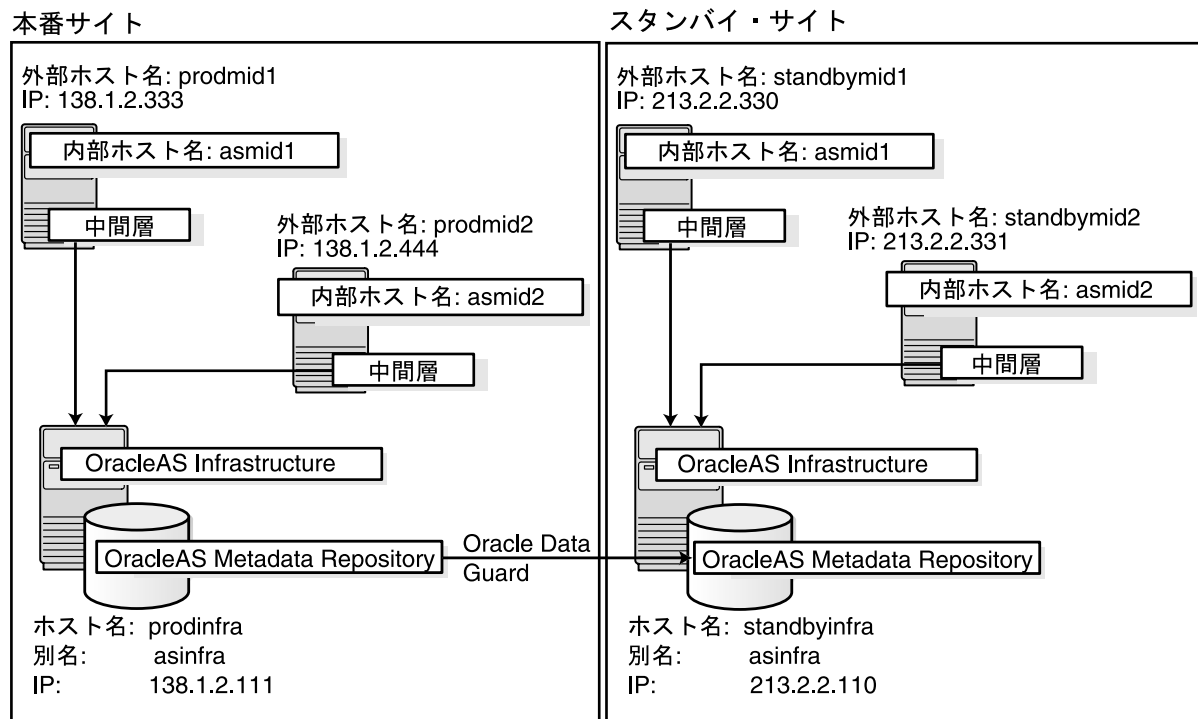 本番サイト
外部ホスト名: prodmid1
IP: 138.1.2.333
内部ホスト名: asmid1
中間層
外部ホスト名: prodmid2
IP: 138.1.2.444
内部ホスト名: asmid2
中間層
OracleAS Infrastructure
OracleAS Metadata Repository
Oracle Data
Guard
ホスト名: prodinfra
別名: asinfra
IP: 138.1.2.111
スタンバイ・サイト
外部ホスト名: standbymid1
IP: 213.2.2.330
内部ホスト名: asmid1
中間層
外部ホスト名: standbymid2
IP: 213.2.2.331
内部ホスト名: asmid2
中間層
OracleAS Infrastructure
OracleAS Metadata Repository
ホスト名: standbyinfra
別名: asinfra
IP: 213.2.2.110